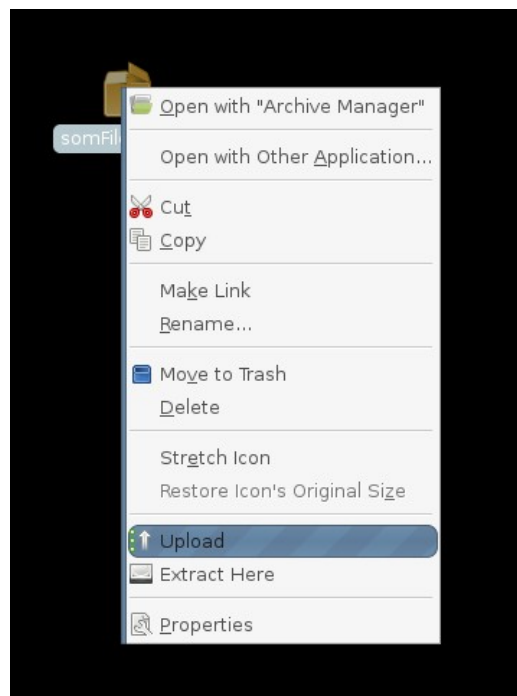 somFil
Open with "Archive Manager"
Open with Other Application...
Cut
Copy
Make Link
Rename...
Move to Trash
Delete
Stretch Icon
Restore Icon's Original Size
Upload
Extract Here
Properties